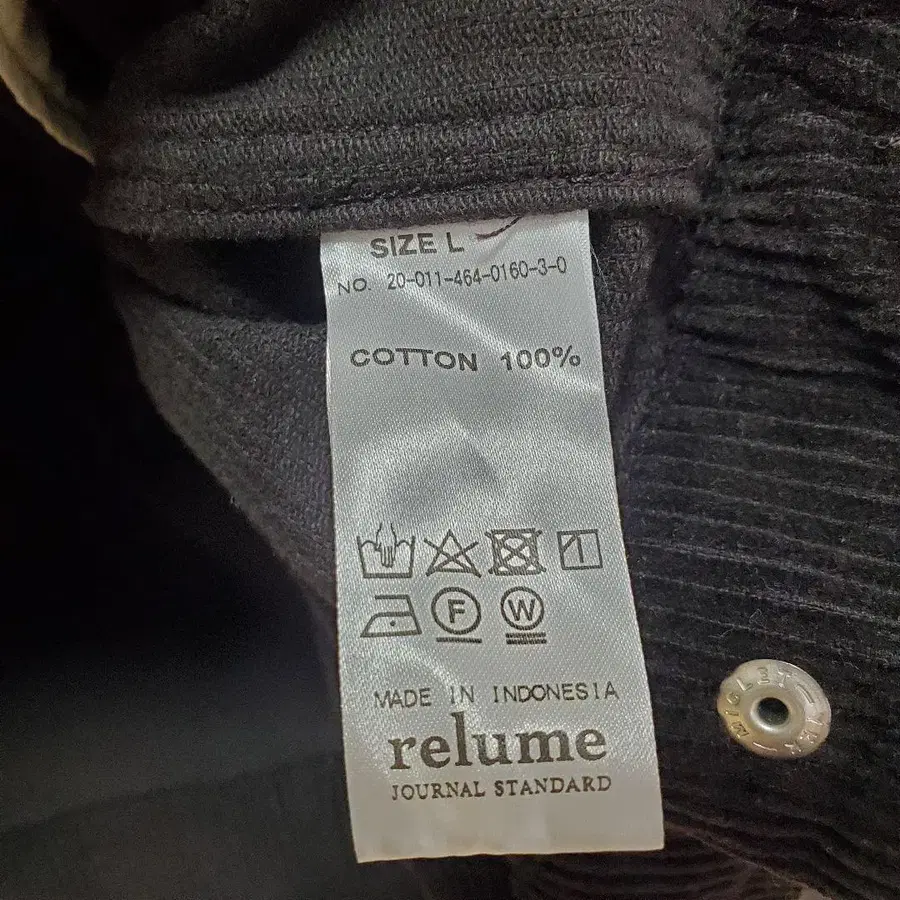 SIZE L
NO. 20-011-464-0160-3-0
COTTON 100%
F
W
MADE IN INDONESIA
relume
JOURNAL STANDARD